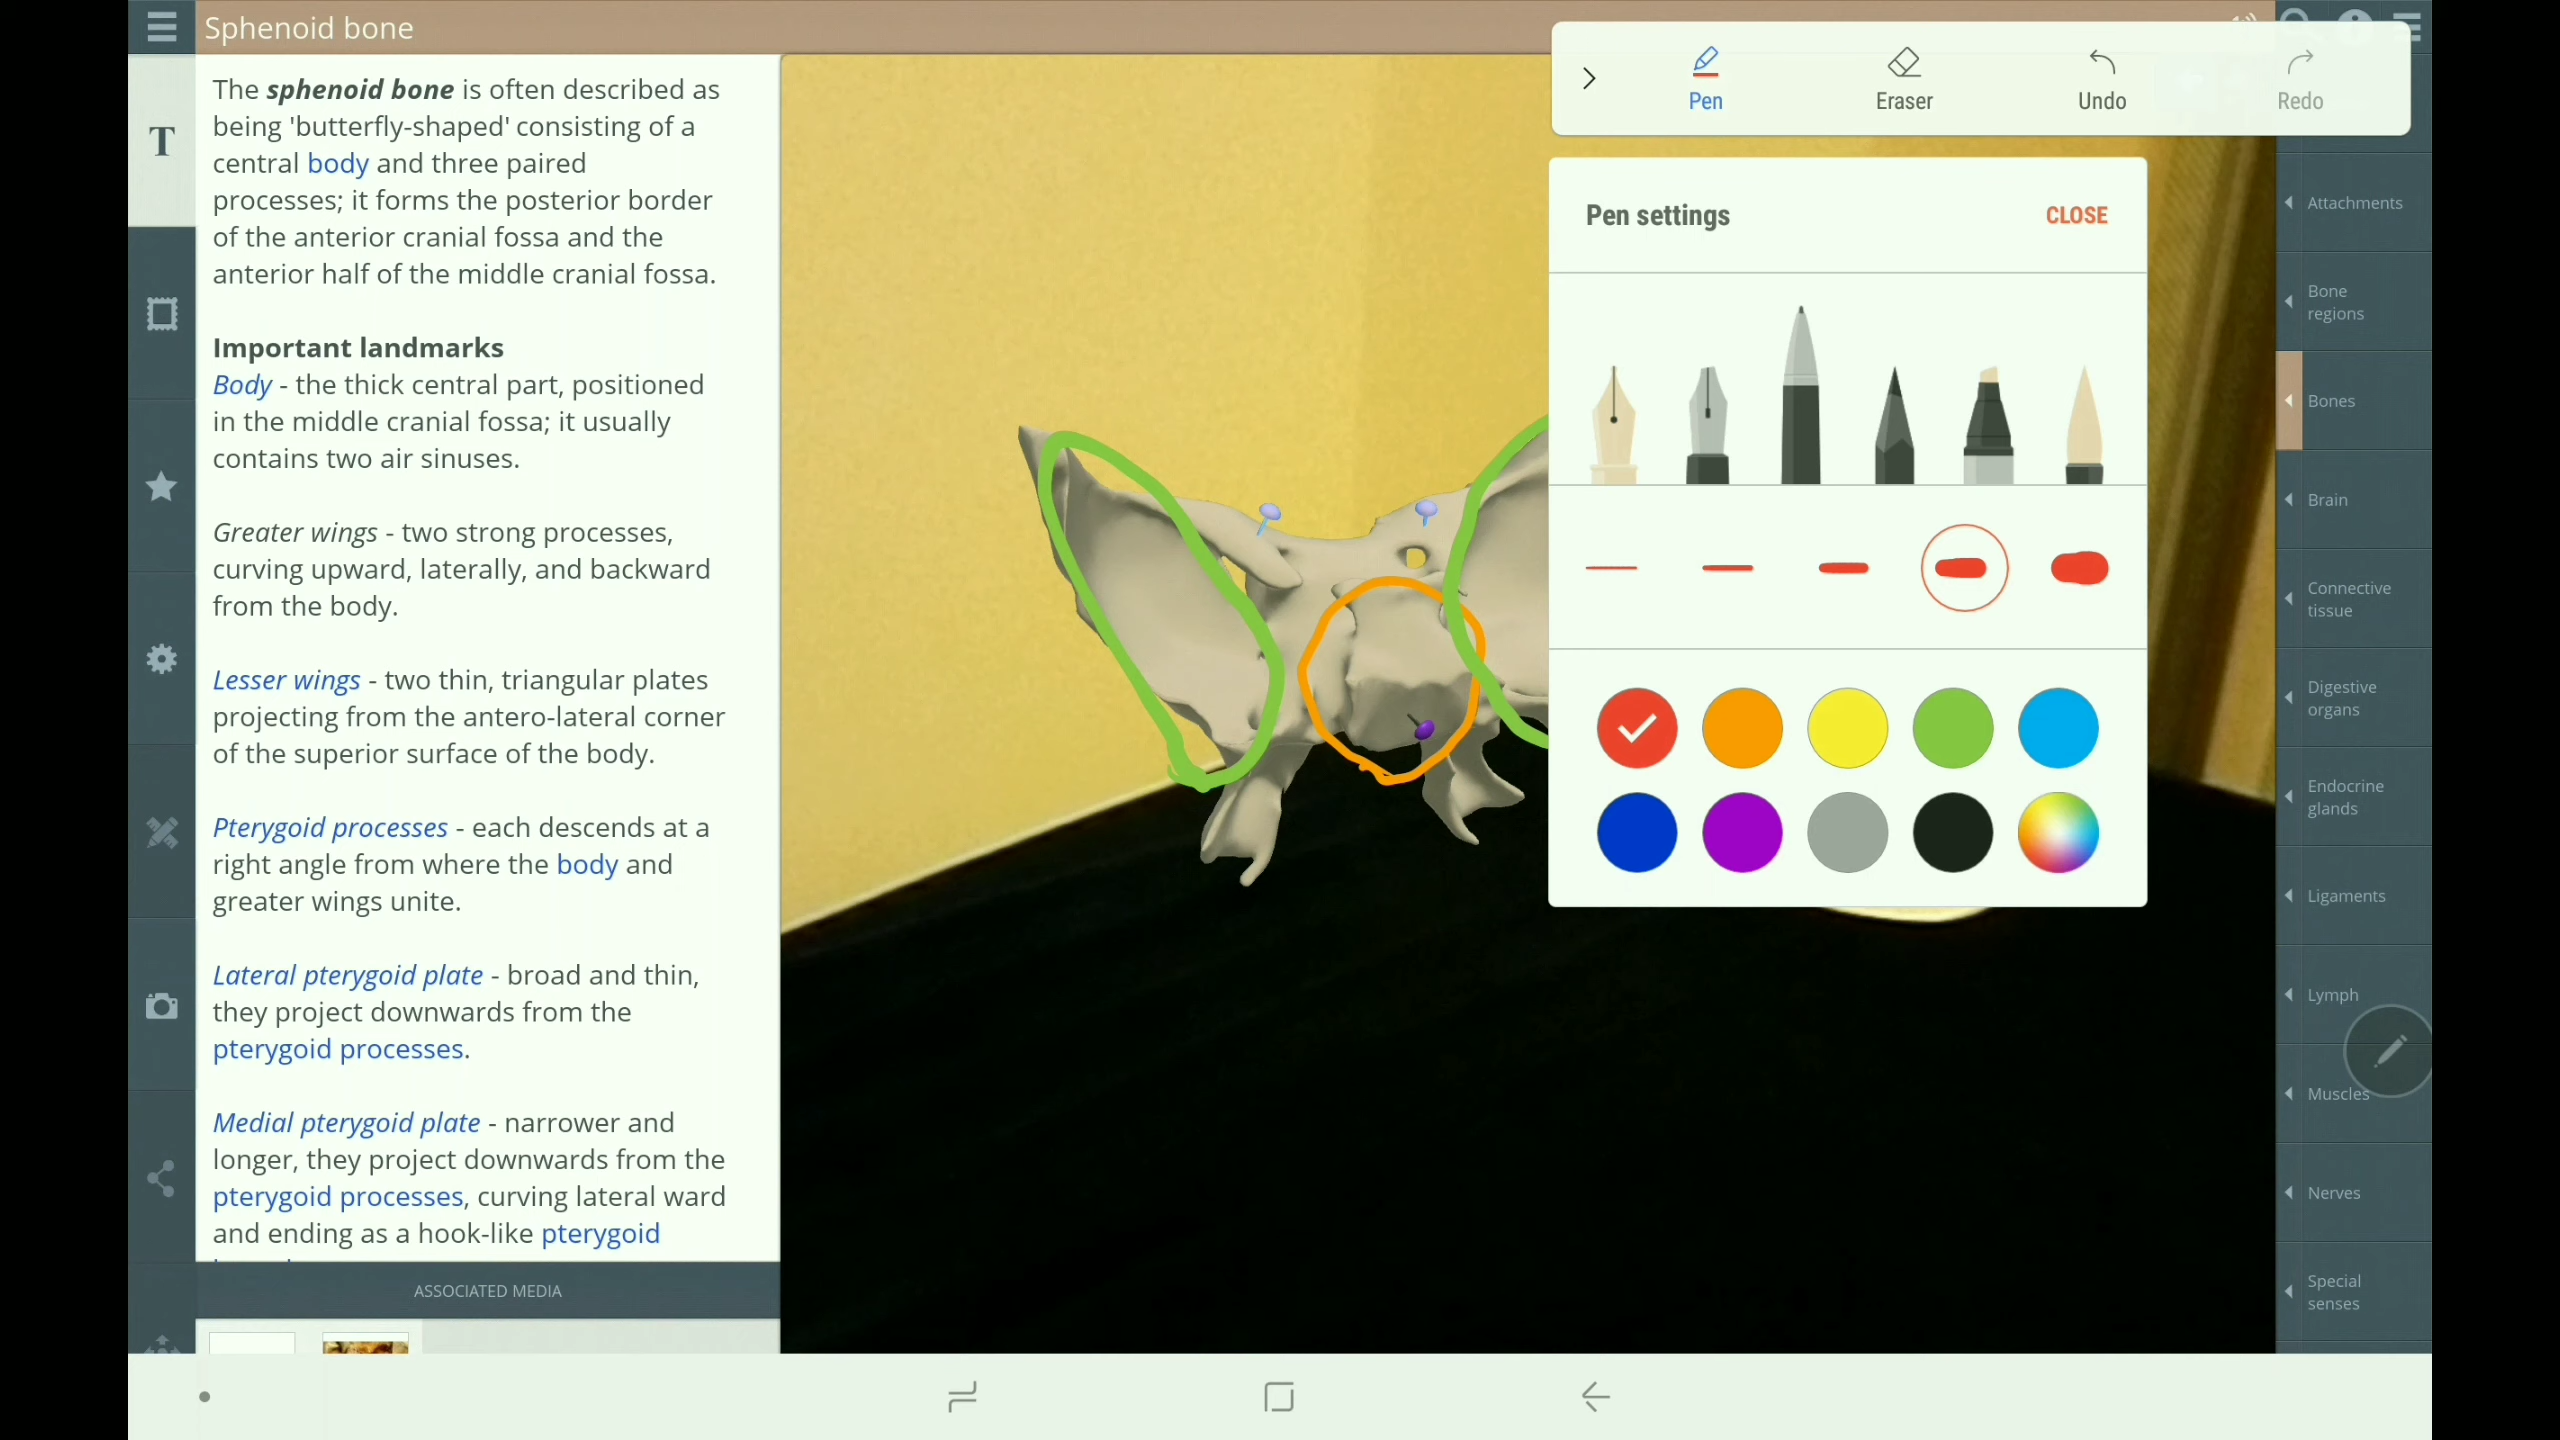 Sphenoid bone
Pen
Eraser
Undo
Redo
T
The sphenoid bone is often described as
being 'butterfly-shaped' consisting of a
central body and three paired
processes; it forms the posterior border
of the anterior cranial fossa and the
anterior half of the middle cranial fossa.
Important landmarks
Body - the thick central part, positioned
in the middle cranial fossa; it usually
contains two air sinuses.
Greater wings - two strong processes,
curving upward, laterally, and backward
from the body.
Lesser wings - two thin, triangular plates
projecting from the antero-lateral corner
of the superior surface of the body.
Pterygoid processes - each descends at a
right angle from where the body and
greater wings unite.
Lateral pterygoid plate - broad and thin,
they project downwards from the
pterygoid processes.
Medial pterygoid plate - narrower and
longer, they project downwards from the
pterygoid processes, curving lateral ward
and ending as a hook-like pterygoid
ASSOCIATED MEDIA
Pen settings
CLOSE
Attachments
Bone
regions
Bones
Brain
Connective
tissue
Digestive
organs
Endocrine
glands
Ligaments
Lymph
Muscles
Nerves
Special
senses